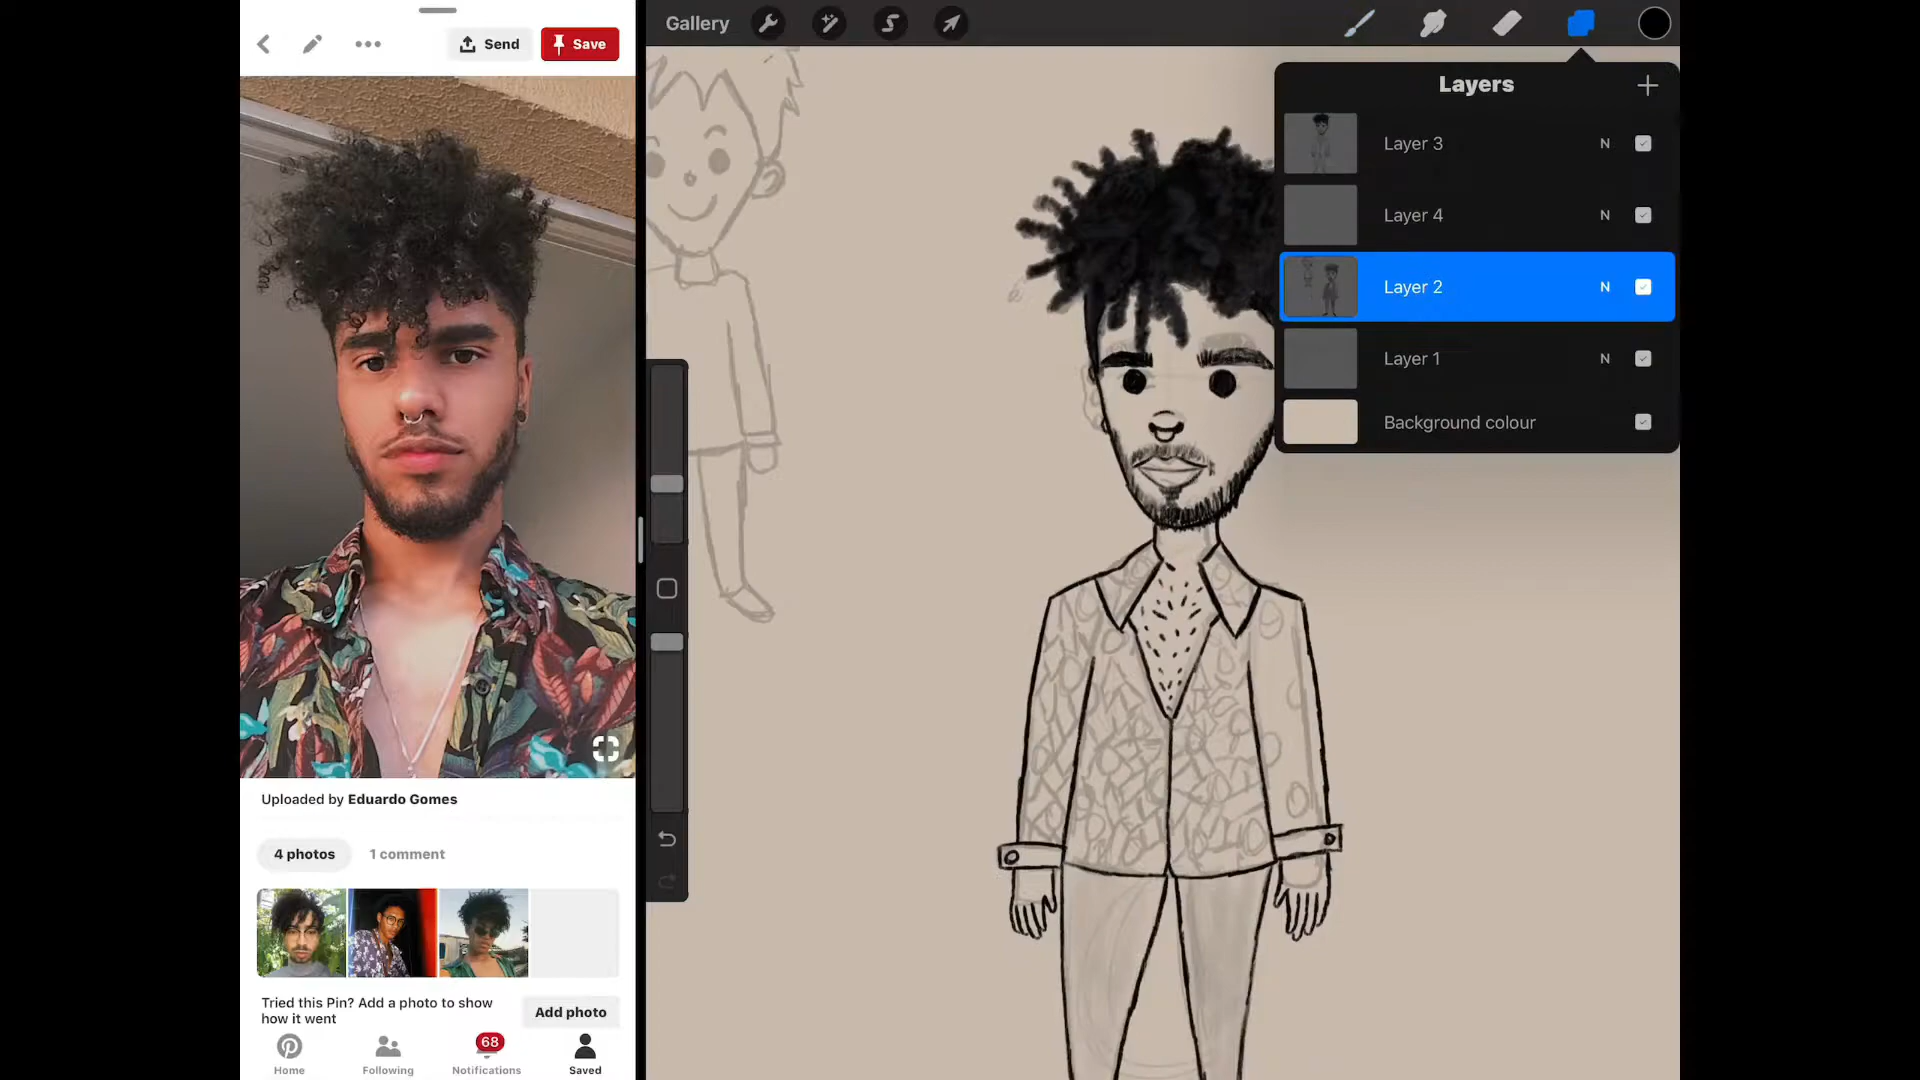 Send
Save
Uploaded by Eduardo Gomes
4 photos
1 comment
Tried this Pin? Add a photo to show
how it went
Add photo
68
Home
Following
Notifications
Saved
Gallery
Layers
Layer 3
N
Layer 4
N
Layer 2
N
Layer 1
N
Background colour